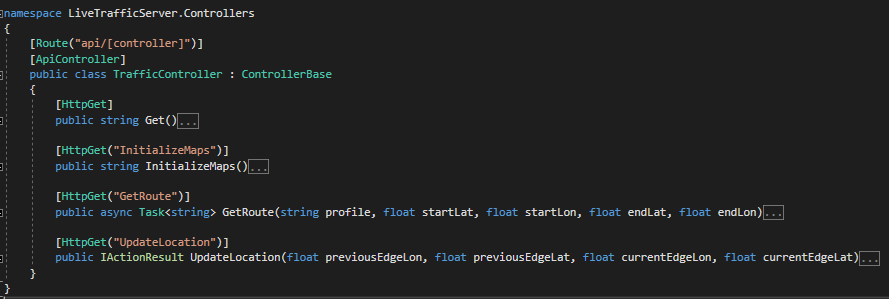 namespace LiveTrafficServer.Controllers
{
[Route("api/[controller]")]
[ApiController]
public class TrafficController : ControllerBase
{
[HttpGet]
public string Get()...
[HttpGet("InitializeMaps")]
public string InitializeMaps()...
[HttpGet("GetRoute")]
public async Task<string> GetRoute(string profile, float startLat, float startLon, float endLat, float endLon)...
[HttpGet("UpdateLocation")]
public IActionResult UpdateLocation(float previousEdgeLon, float previousEdgeLat, float currentEdgeLon, float currentEdgeLat)...
}
}